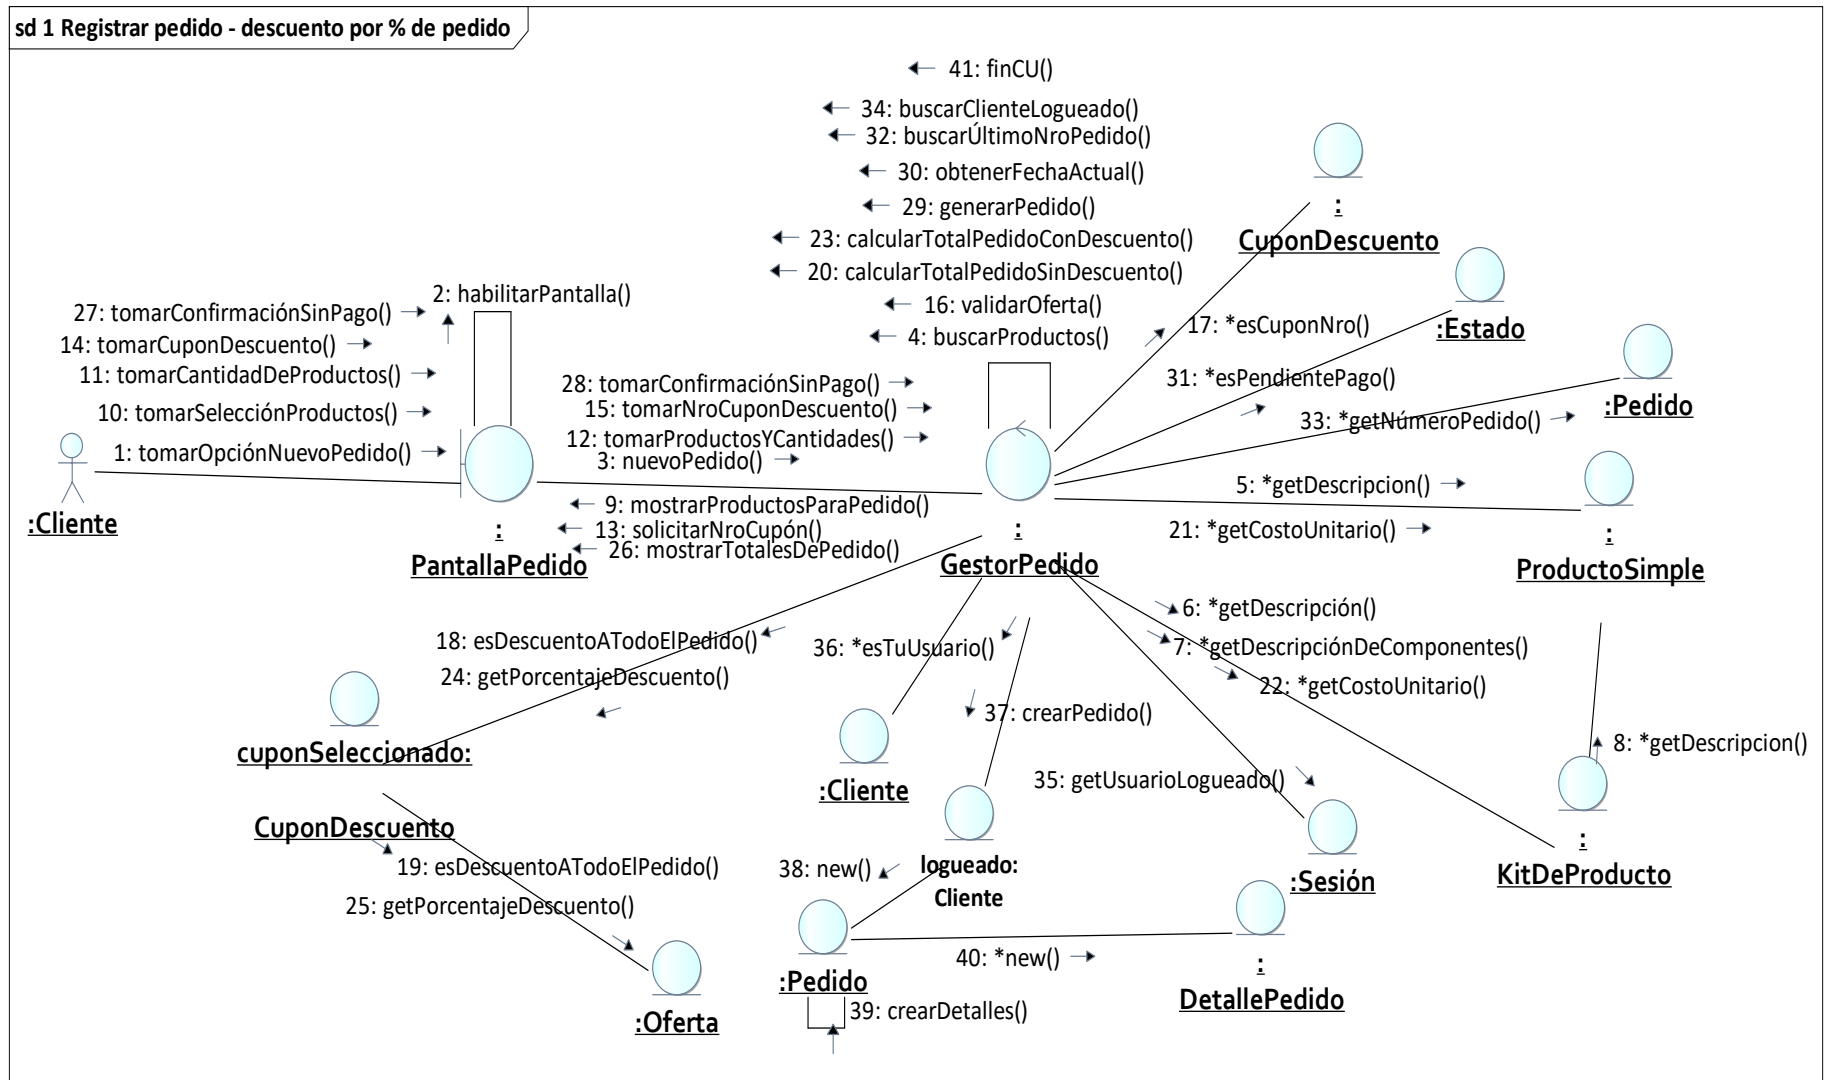 sd 1 Registrar pedido - descuento por % de pedido
41: finCU()
34: buscarClienteLogueado()
32: buscarÚltimoNroPedido()
30: obtenerFechaActual()
29: generarPedido()
23: calcularTotalPedidoConDescuento()
20: calcularTotalPedidoSinDescuento()
16: validarOferta()
4: buscarProductos()
:
CuponDescuento
2: habilitarPantalla()
27: tomarConfirmaciónSinPago()
14: tomarCuponDescuento()
11: tomarCantidadDeProductos()
10: tomarSelecciónProductos()
1: tomarOpciónNuevoPedido()
28: tomarConfirmaciónSinPago()
15: tomarNroCuponDescuento()
12: tomarProductosYCantidades()
3: nuevoPedido()
17: *esCuponNro()
:Estado
31: *esPendientePago()
:Pedido
33: *getNúmeroPedido()
5: *getDescripcion()
21: *getCostoUnitario()
:Cliente
9: mostrarProductosParaPedido()
13: solicitarNroCupón()
26: mostrarTotalesDePedido()
:
PantallaPedido
:
GestorPedido
:
ProductoSimple
6: *getDescripción()
7: *getDescripciónDeComponentes()
22: *getCostoUnitario()
18: esDescuentoATodoElPedido()
24: getPorcentajeDescuento()
36: *esTuUsuario()
37: crearPedido()
8: *getDescripcion()
cuponSeleccionado:
CuponDescuento
:Cliente
35: getUsuarioLogueado()
19: esDescuentoATodoElPedido()
25: getPorcentajeDescuento()
38: new()
logueado:
Cliente
:Sesión
:
KitDeProducto
40: *new()
:Pedido
:
DetallePedido
39: crearDetalles()
:Oferta